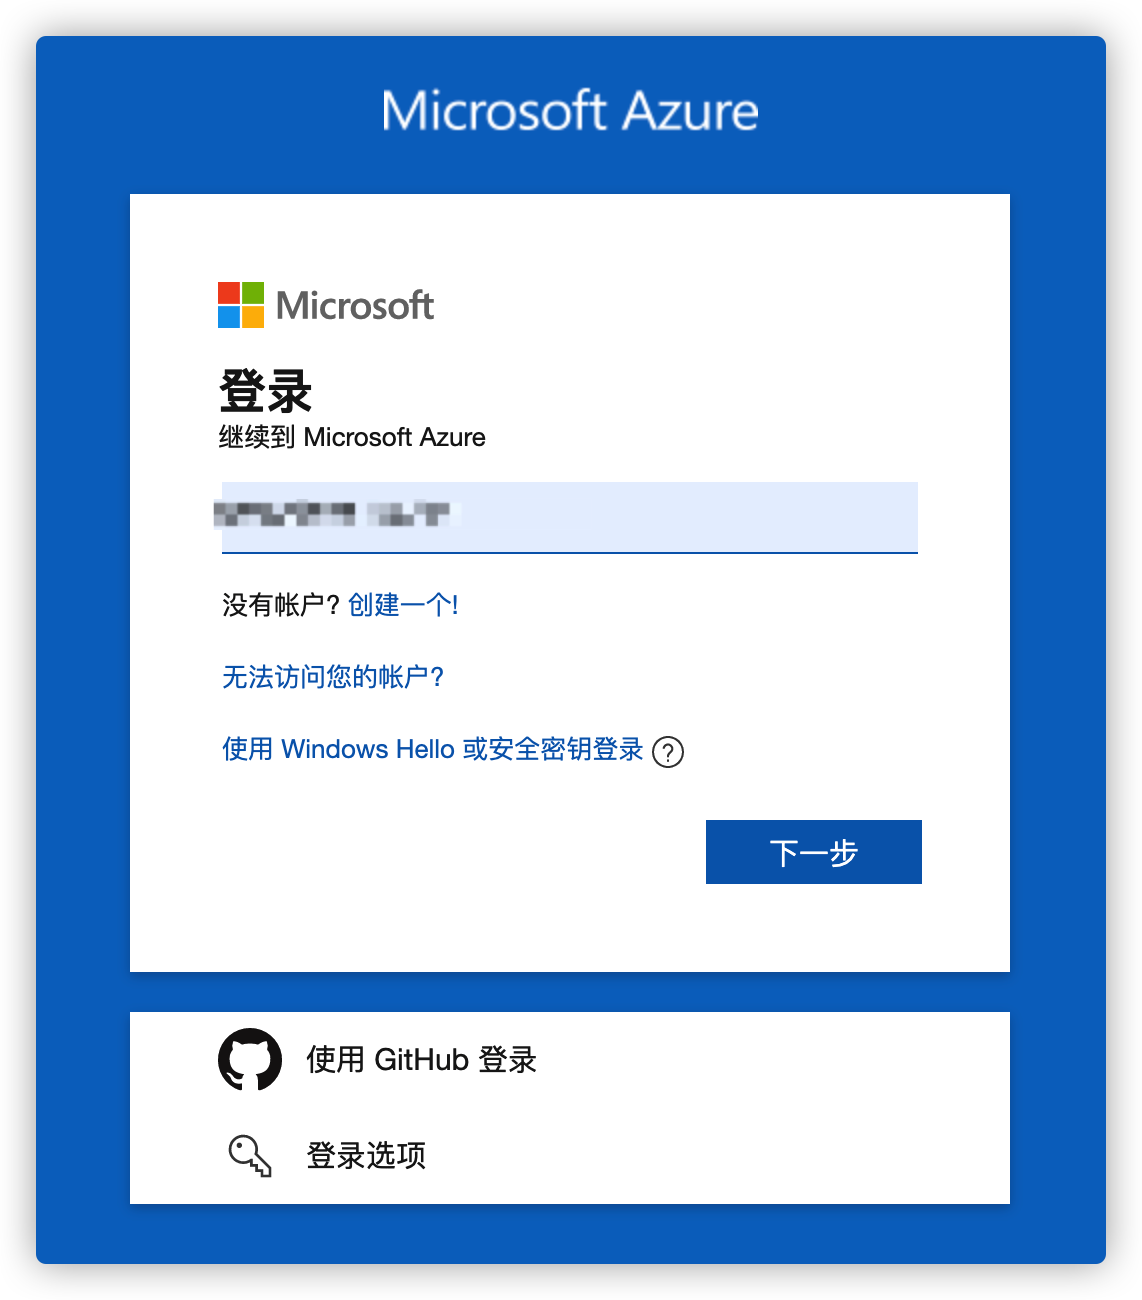 Microsoft Azure
Microsoft
登录
继续到 Microsoft Azure
没有帐户? 创建一个!
无法访问您的帐户?
使用 Windows Hello 或安全密钥登录 ?
下一步
使用 GitHub 登录
登录选项